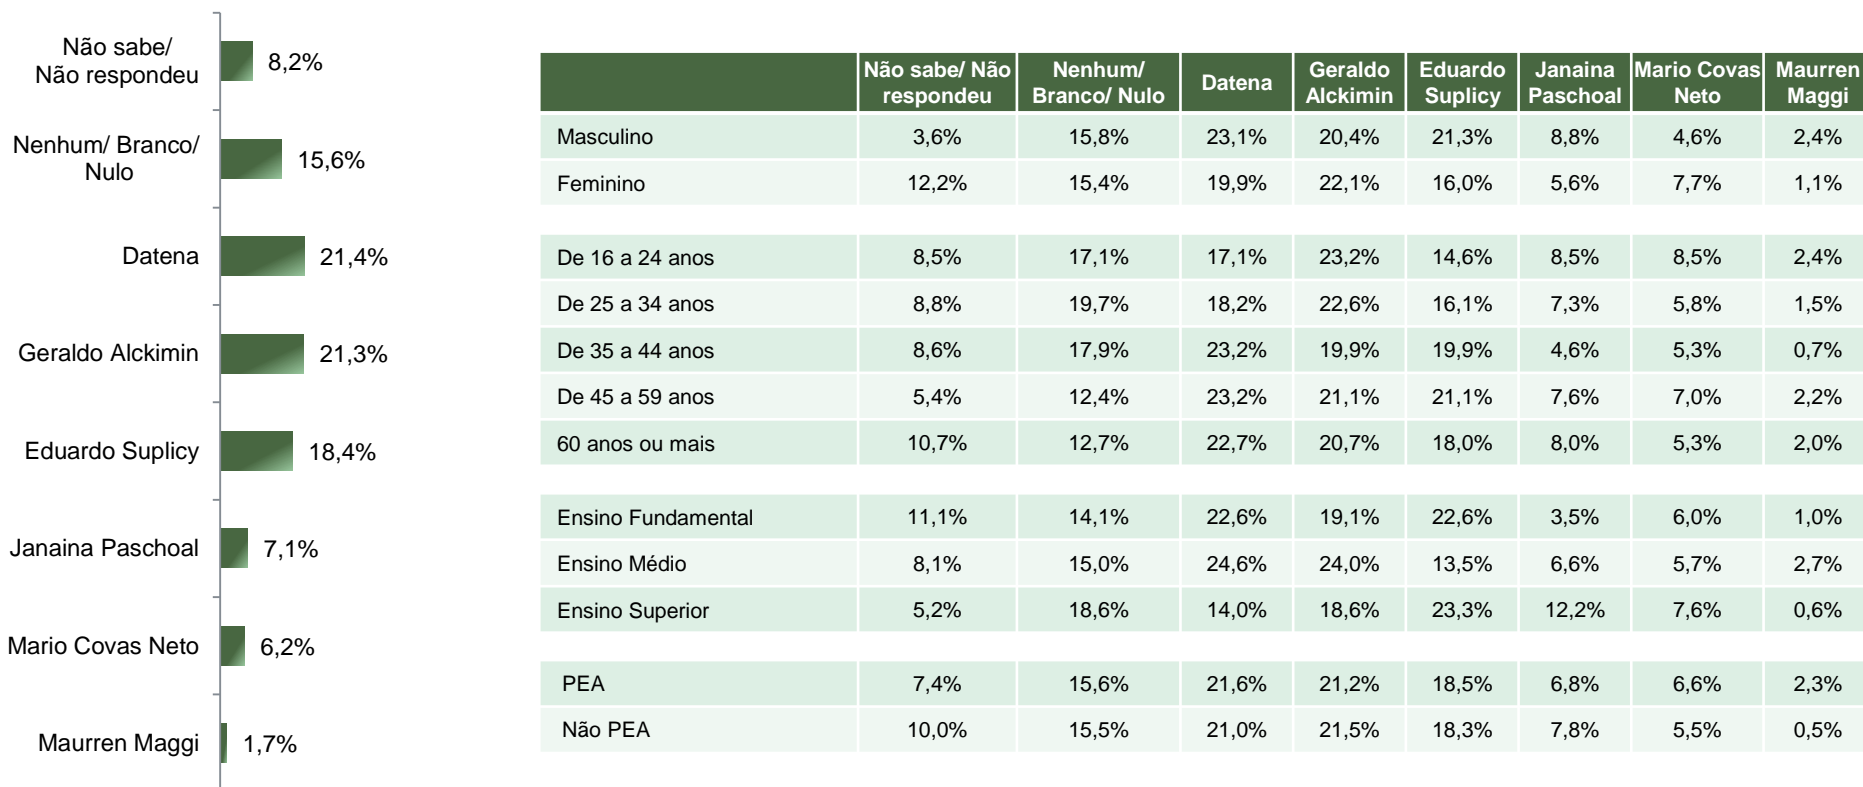 Não sabe/
Não respondeu
8,2%
Nenhum/ Branco/
Nulo
15,6%
Datena
21,4%
Geraldo Alckimin
21,3%
Eduardo Suplicy
18,4%
Janaina Paschoal
7,1%
Mario Covas Neto
6,2%
Maurren Maggi
1,7%
Não sabe/ Não respondeu Nenhum/ Branco/ Nulo Datena Geraldo Alckimin Eduardo Suplicy Janaina Paschoal Mario Covas Neto Maurren Maggi
Masculino 3,6% 15,8% 23,1% 20,4% 21,3% 8,8% 4,6% 2,4%
Feminino 12,2% 15,4% 19,9% 22,1% 16,0% 5,6% 7,7% 1,1%
De 16 a 24 anos 8,5% 17,1% 17,1% 23,2% 14,6% 8,5% 8,5% 2,4%
De 25 a 34 anos 8,8% 19,7% 18,2% 22,6% 16,1% 7,3% 5,8% 1,5%
De 35 a 44 anos 8,6% 17,9% 23,2% 19,9% 19,9% 4,6% 5,3% 0,7%
De 45 a 59 anos 5,4% 12,4% 23,2% 21,1% 21,1% 7,6% 7,0% 2,2%
60 anos ou mais 10,7% 12,7% 22,7% 20,7% 18,0% 8,0% 5,3% 2,0%
Ensino Fundamental 11,1% 14,1% 22,6% 19,1% 22,6% 3,5% 6,0% 1,0%
Ensino Médio 8,1% 15,0% 24,6% 24,0% 13,5% 6,6% 5,7% 2,7%
Ensino Superior 5,2% 18,6% 14,0% 18,6% 23,3% 12,2% 7,6% 0,6%
PEA 7,4% 15,6% 21,6% 21,2% 18,5% 6,8% 6,6% 2,3%
Não PEA 10,0% 15,5% 21,0% 21,5% 18,3% 7,8% 5,5% 0,5%